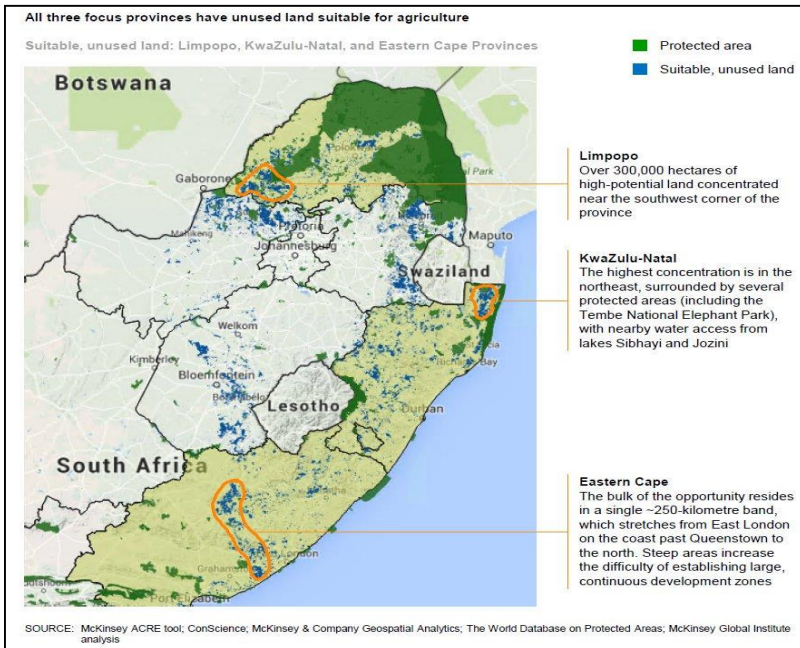 All three focus provinces have unused land suitable for agriculture
Suitable, unused land: Limpopo, KwaZulu-Natal, and Eastern Cape Provinces
Protected area
Suitable, unused land
Botswana
Gaborone
Mahikeng
Pretoria
Johannesburg
Maputo
Swaziland
Welkom
Kimberley
Bloemfontein
Lesotho
Durban
South Africa
Port Elizabeth
Limpopo
Over 300,000 hectares of
high-potential land concentrated
near the southwest corner of the
province
KwaZulu-Natal
The highest concentration is in the
northeast, surrounded by several
protected areas (including the
Tembe National Elephant Park),
with nearby water access from
lakes Sibhayi and Jozini
Eastern Cape
The bulk of the opportunity resides
in a single ~250-kilometre band,
which stretches from East London
on the coast past Queenstown to
the north. Steep areas increase
the difficulty of establishing large,
continuous development zones
SOURCE: McKinsey ACRE tool; ConScience; McKinsey & Company Geospatial Analytics; The World Database on Protected Areas; McKinsey Global Institute
analysis